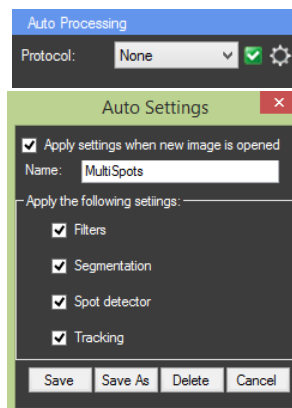 Auto Processing
Protocol: None
Auto Settings
Apply settings when new image is opened
Name: MultiSpots
Apply the following setiings:
Filters
Segmentation
Spot detector
Tracking
Save Save As Delete Cancel